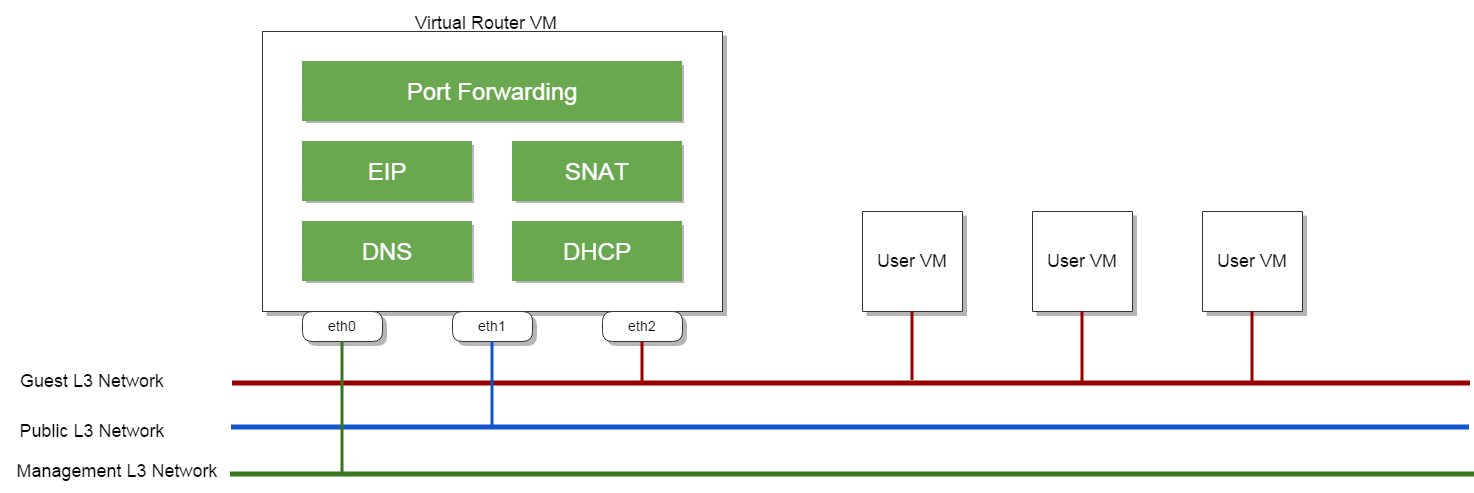 Virtual Router VM
Port Forwarding
EIP
SNAT
DNS
DHCP
User VM
User VM
User VM
eth0
eth1
eth2
Guest L3 Network
Public L3 Network
Management L3 Network